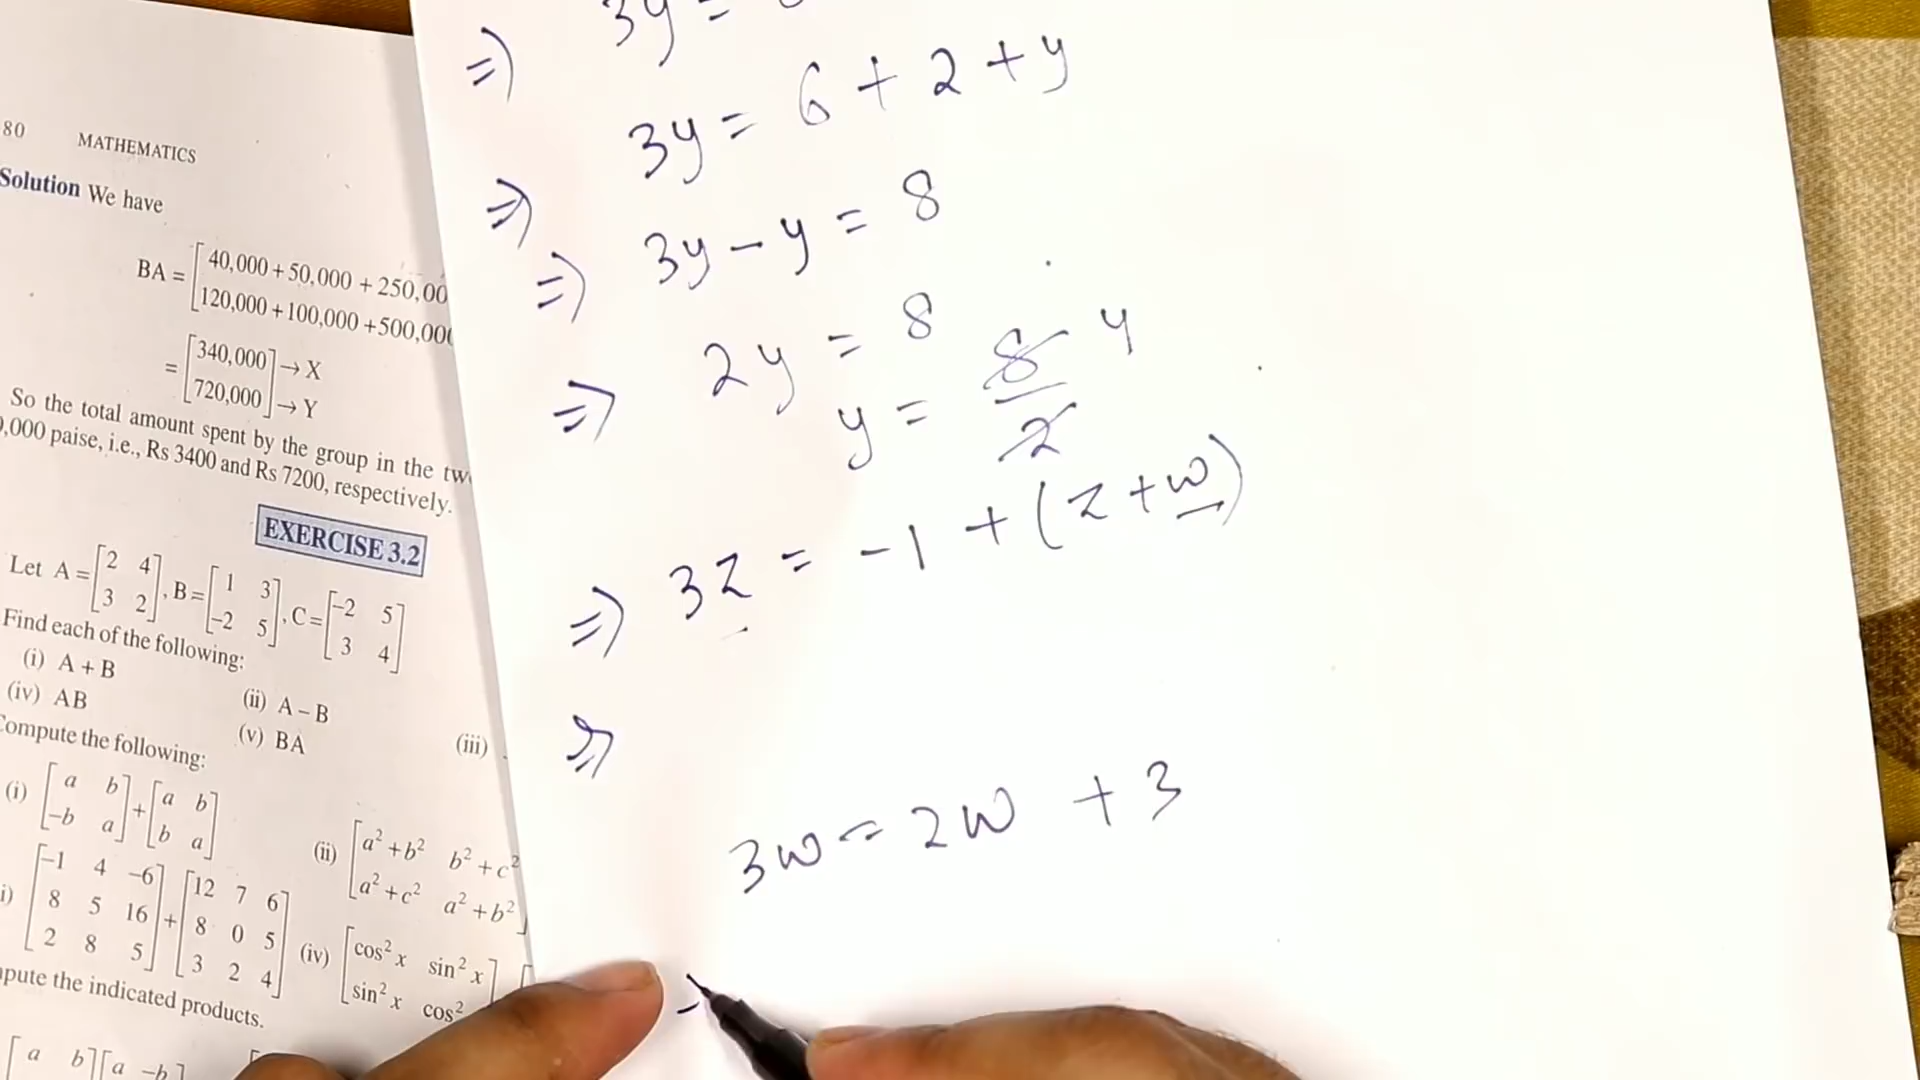 80 MATHEMATICS
Solution We have
BA = [40,000 + 50,000 + 250,00
120,000 + 100,000 + 500,000
= [340,000] → X
[720,000] → Y
So the total amount spent by the group in the tw
0,000 paise, i.e., Rs 3400 and Rs 7200, respectively.
EXERCISE 3.2
Let A = [2 4; 3 2], B = [1 3; -2 5], C = [-2 5; 3 4]
Find each of the following:
(i) A + B (ii) A – B (iii)
(iv) AB (v) BA
Compute the following:
(i) [a b; -b a] + [a b; b a] (ii) [a² + b² b² + c²; a² + c² a² + b²]
i) [-1 4 -6; 8 5 16; 2 8 5] + [12 7 6; 8 0 5; 3 2 4] (iv) [cos² x sin² x; sin² x cos²
pute the indicated products.
[a b] [a -b]
⇒ 3y =
3y = 6 + 2 + y
⇒ 3y - y = 8
⇒ 2y = 8
⇒ y = 8/2 4
⇒ 3z = -1 + (z + w)
⇒
3w = 2w + 3